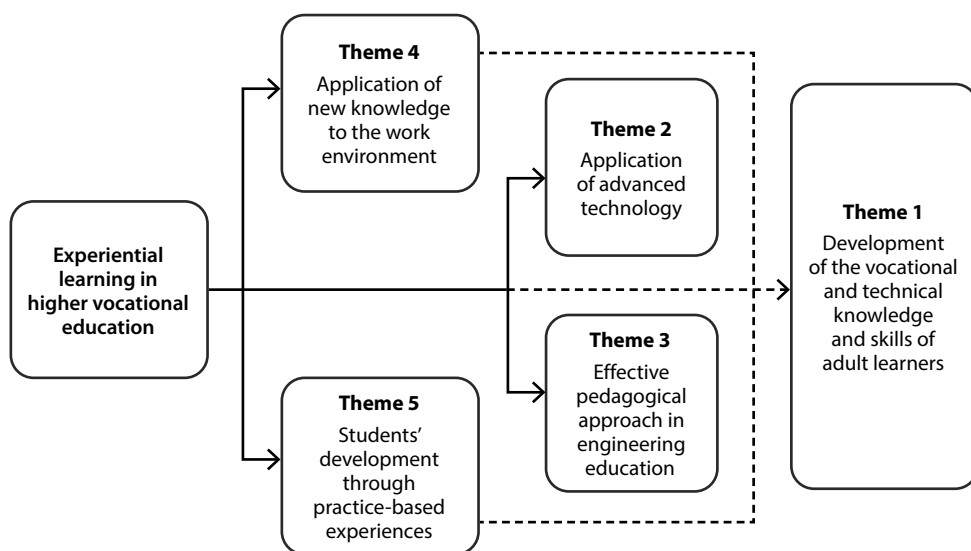 Experiential
learning in
higher vocational
education
Theme 4
Application of
new knowledge
to the work
environment
Theme 5
Students’
development
through
practice-based
experiences
Theme 2
Application
of advanced
technology
Theme 3
Effective
pedagogical
approach in
engineering
education
Theme 1
Development
of the vocational
and technical
knowledge
and skills of
adult learners